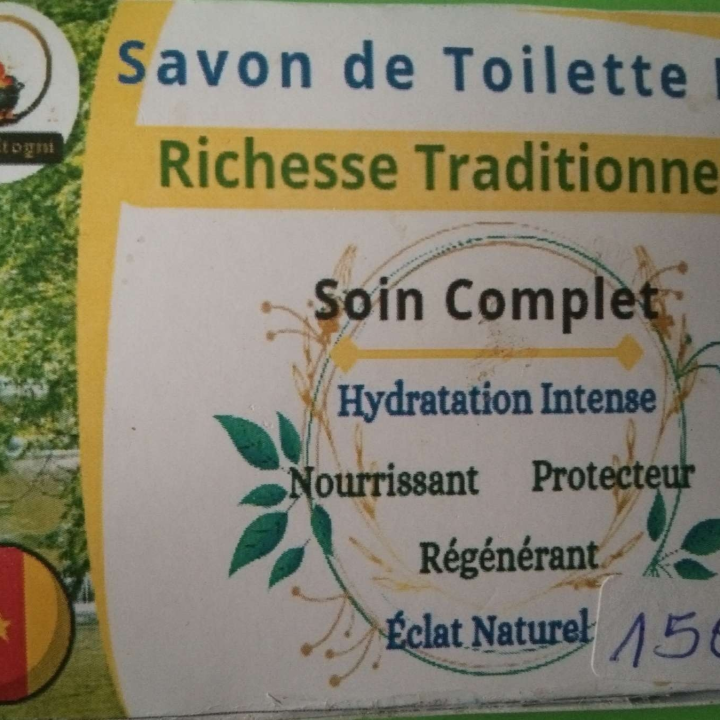 Savon de Toilette
Richesse Traditionne
Soin Complet
Hydratation Intense
Nourrissant Protecteur
Régénérant
Éclat Naturel